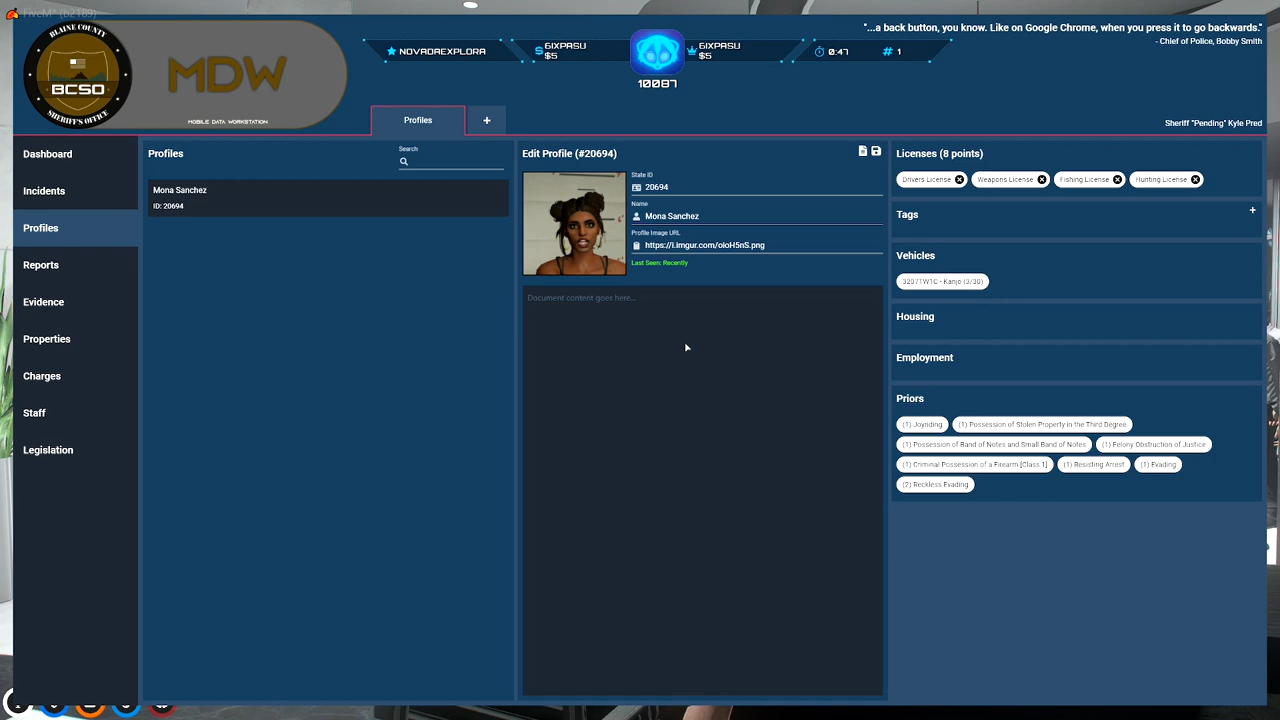 FiveM* (b2189)
BLAINE COUNTY
BCSO
SHERIFF'S OFFICE
MDW
MOBILE DATA WORKSTATION
NOVADREXPLORA
6IXPASU
$5
10087
6IXPASU
$5
0:47
# 1
"...a back button, you know. Like on Google Chrome, when you press it to go backwards."
- Chief of Police, Bobby Smith
Sheriff "Pending" Kyle Pred
Profiles
+
Dashboard
Incidents
Profiles
Reports
Evidence
Properties
Charges
Staff
Legislation
Profiles
Search
Mona Sanchez
ID: 20694
Edit Profile (#20694)
State ID
20694
Name
Mona Sanchez
Profile Image URL
https://i.imgur.com/oioH5nS.png
Last Seen: Recently
Document content goes here...
Licenses (8 points)
Drivers License
Weapons License
Fishing License
Hunting License
Tags
+
Vehicles
32071W1C - Kanjo (3/30)
Housing
Employment
Priors
(1) Joyriding
(1) Possession of Stolen Property in the Third Degree
(1) Possession of Band of Notes and Small Band of Notes
(1) Felony Obstruction of Justice
(1) Criminal Possession of a Firearm [Class 1]
(1) Resisting Arrest
(1) Evading
(2) Reckless Evading